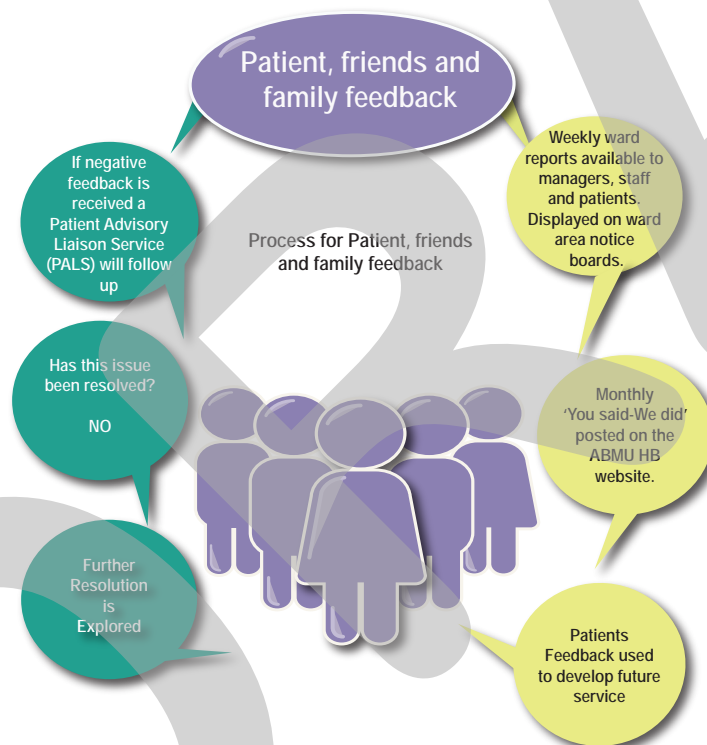 Patient, friends and
family feedback
If negative
feedback is
received a
Patient Advisory
Liaison Service
(PALS) will follow
up
Weekly ward
reports available to
managers, staff
and patients.
Displayed on ward
area notice
boards.
Process for Patient, friends
and family feedback
Has this issue
been resolved?
NO
Monthly
'You said-We did'
posted on the
ABMU HB
website.
Further
Resolution
is
Explored
Patients
Feedback used
to develop future
service